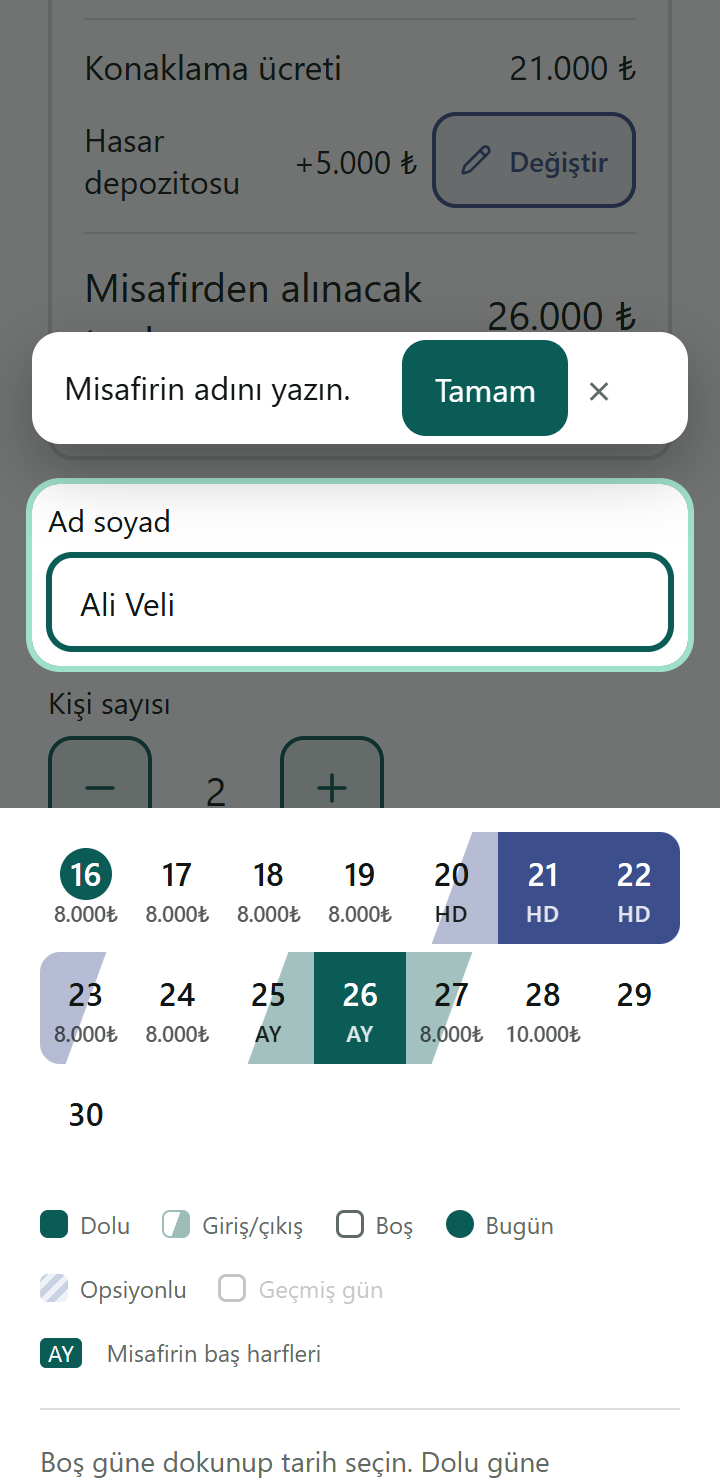 Konaklama ücreti 21.000 ₺
Hasar
depozitosu +5.000 ₺ Değiştir
Misafirden alınacak
26.000 ₺
Misafirin adını yazın. Tamam ×
Ad soyad
Ali Veli
Kişi sayısı
− 2 +
16 17 18 19 20 21 22
8.000₺ 8.000₺ 8.000₺ 8.000₺ HD HD HD
23 24 25 26 27 28 29
8.000₺ 8.000₺ AY AY 8.000₺ 10.000₺
30
Dolu Giriş/çıkış Boş Bugün
Opsiyonlu Geçmiş gün
AY Misafirin baş harfleri
Boş güne dokunup tarih seçin. Dolu güne